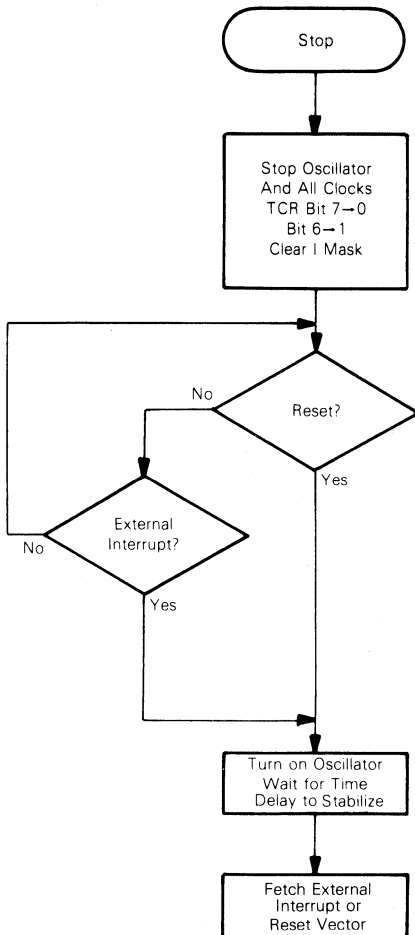 Stop
Stop Oscillator
And All Clocks
TCR Bit 7→0
Bit 6→1
Clear I Mask
Reset?
No
Yes
External
Interrupt?
No
Yes
Turn on Oscillator
Wait for Time
Delay to Stabilize
Fetch External
Interrupt or
Reset Vector